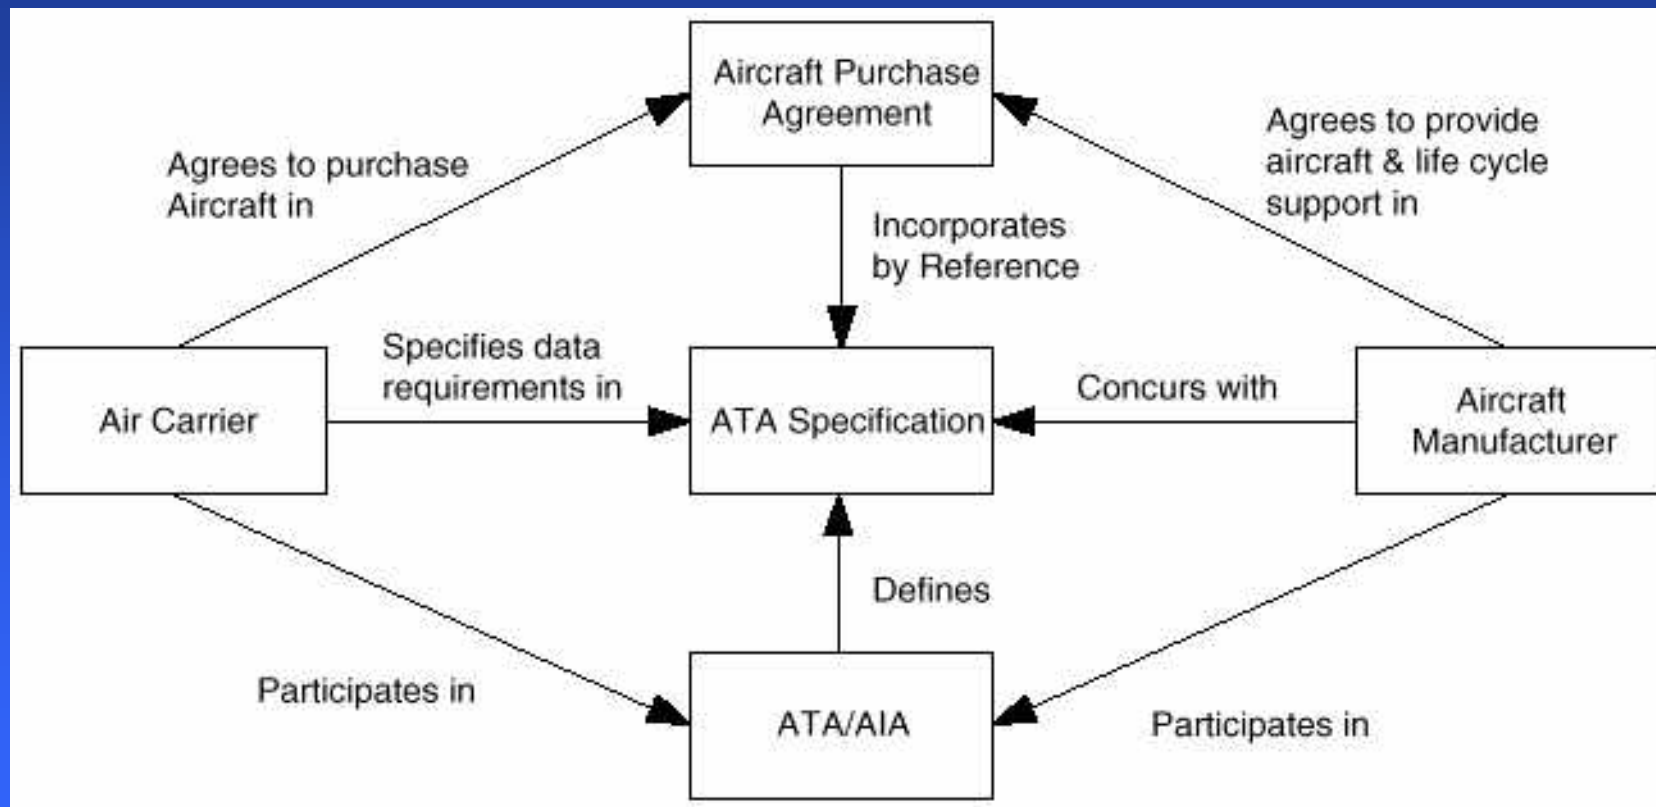 Aircraft Purchase
Agreement
Agrees to provide
aircraft & life cycle
support in
Agrees to purchase
Aircraft in
Incorporates
by Reference
Specifies data
requirements in
Concurs with
Air Carrier
ATA Specification
Aircraft
Manufacturer
Defines
Participates in
ATA/AIA
Participates in